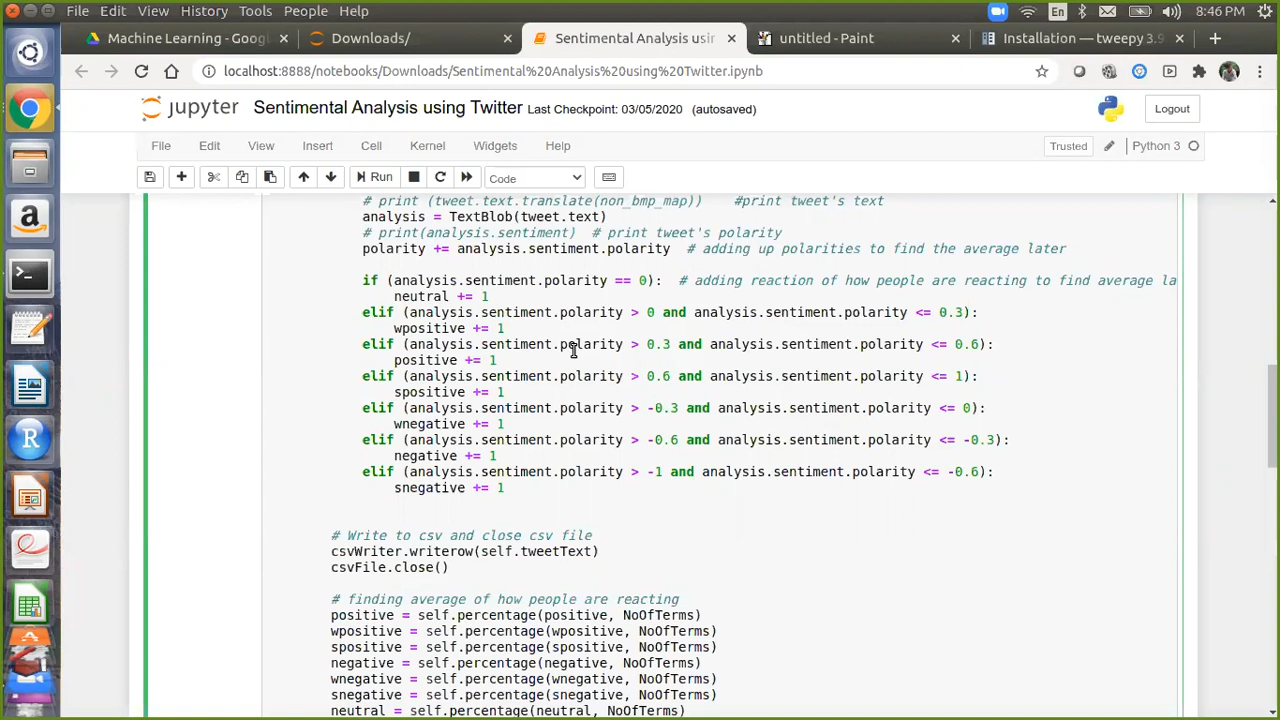 File Edit View History Tools People Help
En
8:46 PM
Machine Learning - Googl
Downloads/
Sentimental Analysis usin
untitled - Paint
Installation — tweepy 3.9
localhost:8888/notebooks/Downloads/Sentimental%20Analysis%20using%20Twitter.ipynb
jupyter Sentimental Analysis using Twitter Last Checkpoint: 03/05/2020 (autosaved)
Logout
File Edit View Insert Cell Kernel Widgets Help
Trusted
Python 3
Run
Code
# print (tweet.text.translate(non_bmp_map)) #print tweet's text
analysis = TextBlob(tweet.text)
# print(analysis.sentiment) # print tweet's polarity
polarity += analysis.sentiment.polarity # adding up polarities to find the average later
if (analysis.sentiment.polarity == 0): # adding reaction of how people are reacting to find average la
neutral += 1
elif (analysis.sentiment.polarity > 0 and analysis.sentiment.polarity <= 0.3):
wpositive += 1
elif (analysis.sentiment.polarity > 0.3 and analysis.sentiment.polarity <= 0.6):
positive += 1
elif (analysis.sentiment.polarity > 0.6 and analysis.sentiment.polarity <= 1):
spositive += 1
elif (analysis.sentiment.polarity > -0.3 and analysis.sentiment.polarity <= 0):
wnegative += 1
elif (analysis.sentiment.polarity > -0.6 and analysis.sentiment.polarity <= -0.3):
negative += 1
elif (analysis.sentiment.polarity > -1 and analysis.sentiment.polarity <= -0.6):
snegative += 1
# Write to csv and close csv file
csvWriter.writerow(self.tweetText)
csvFile.close()
# finding average of how people are reacting
positive = self.percentage(positive, NoOfTerms)
wpositive = self.percentage(wpositive, NoOfTerms)
spositive = self.percentage(spositive, NoOfTerms)
negative = self.percentage(negative, NoOfTerms)
wnegative = self.percentage(wnegative, NoOfTerms)
snegative = self.percentage(snegative, NoOfTerms)
neutral = self.percentage(neutral, NoOfTerms)